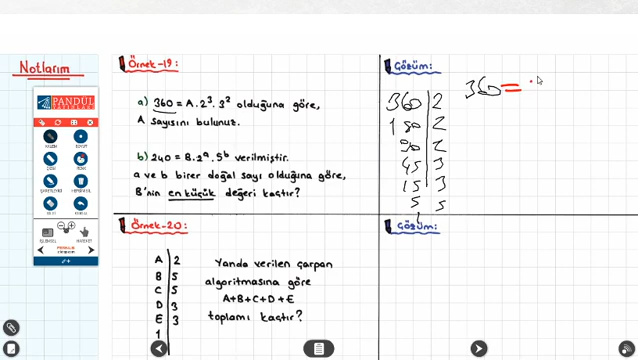 Notlarım
PANDÜL
Örnek-19:
a) 360 = A.2³.3² olduğuna göre,
A sayısını bulunuz.
b) 240 = B.2ᵃ.5ᵇ verilmiştir.
a ve b birer doğal sayı olduğuna göre,
B'nin en küçük değeri kaçtır?
Çözüm:
360 2
180 2
90 2
45 3
15 3
5 5
1
360 =
Örnek-20:
A 2
B 5
C 5
D 3
E 3
1
Yanda verilen çarpan
algoritmasına göre
A+B+C+D+E
toplamı kaçtır?
Çözüm: